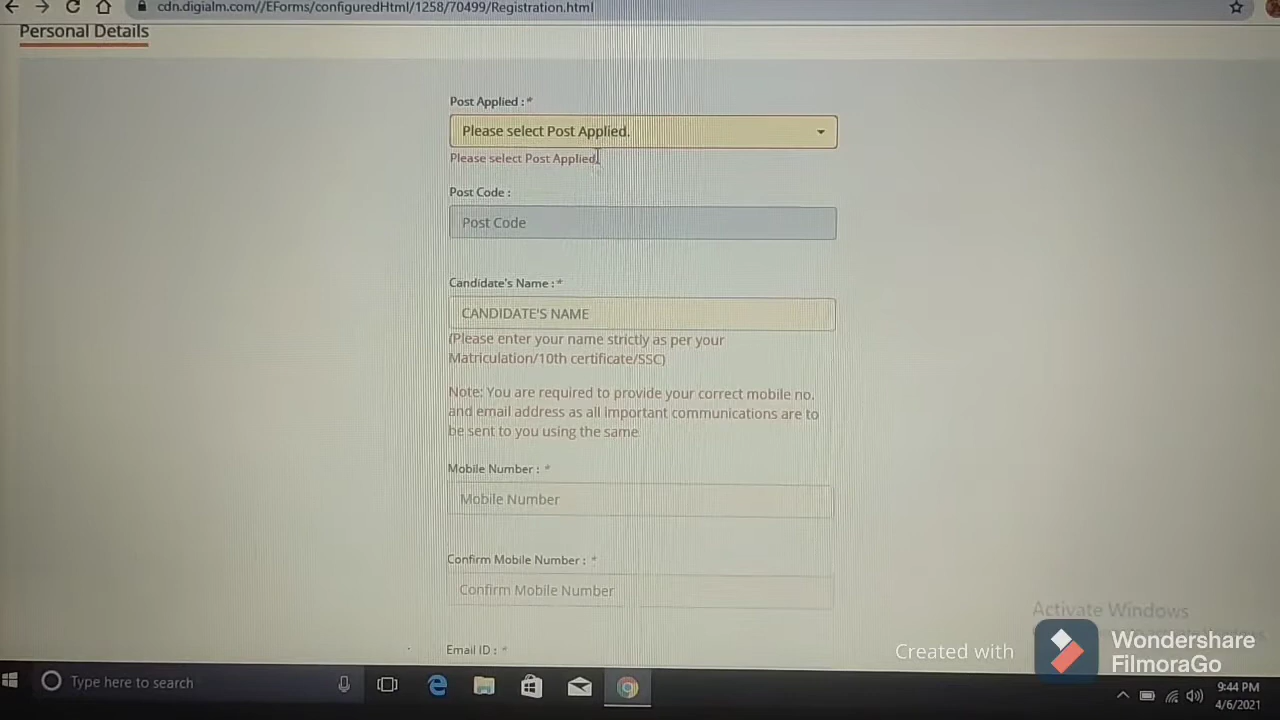 cdn.digialm.com//EForms/configuredHtml/1258/70499/Registration.html
Personal Details
Post Applied :*
Please select Post Applied.
Please select Post Applied.
Post Code :
Post Code
Candidate's Name :*
CANDIDATE'S NAME
(Please enter your name strictly as per your
Matriculation/10th certificate/SSC)
Note: You are required to provide your correct mobile no.
and email address as all important communications are to
be sent to you using the same
Mobile Number : *
Mobile Number
Confirm Mobile Number : *
Confirm Mobile Number
Email ID : *
Activate Windows
Created with
Wondershare
FilmoraGo
Type here to search
9:44 PM
4/6/2021